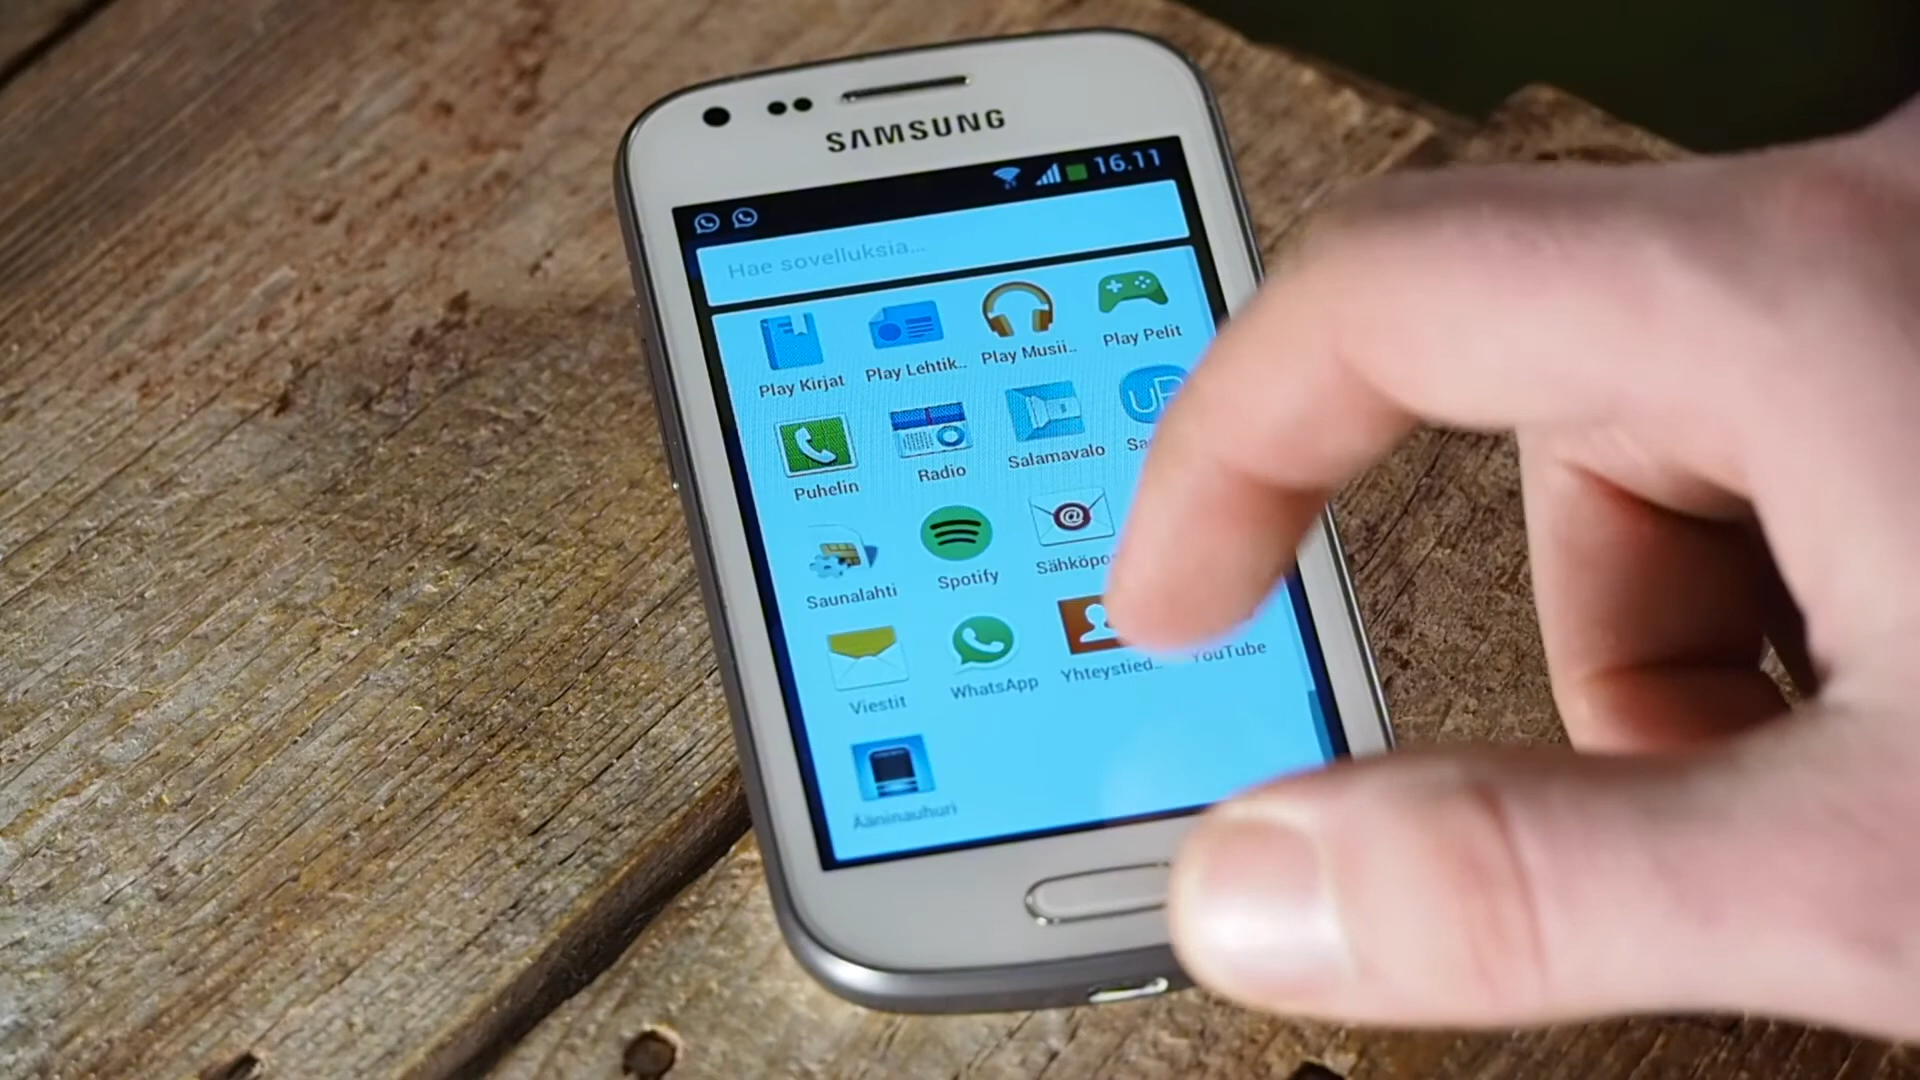 SAMSUNG
16.11
Hae sovelluksia...
Play Kirjat
Play Lehtik..
Play Musii..
Play Pelit
Puhelin
Radio
Salamavalo
Saunalahti
Spotify
Sähköpo
Viestit
WhatsApp
Yhteystied..
YouTube
Ääninauhuri